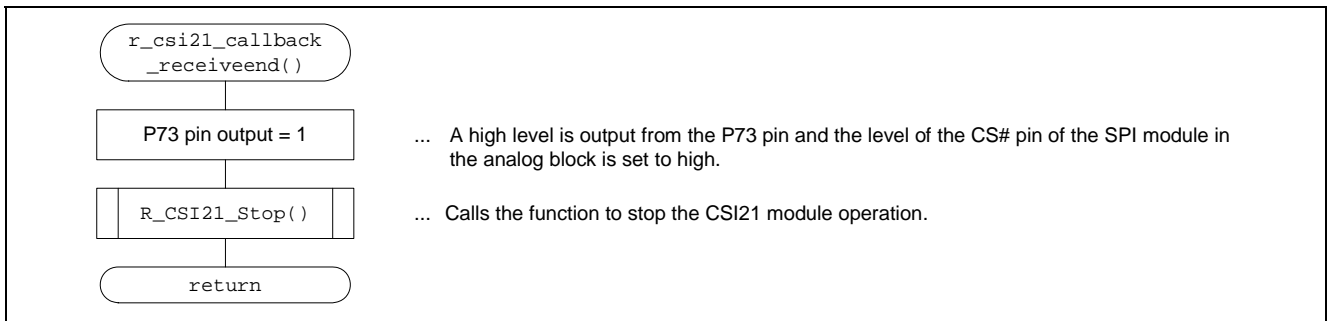 r_csi21_callback
_receiveend()
P73 pin output = 1
... A high level is output from the P73 pin and the level of the CS# pin of the SPI module in
the analog block is set to high.
R_CSI21_Stop()
... Calls the function to stop the CSI21 module operation.
return